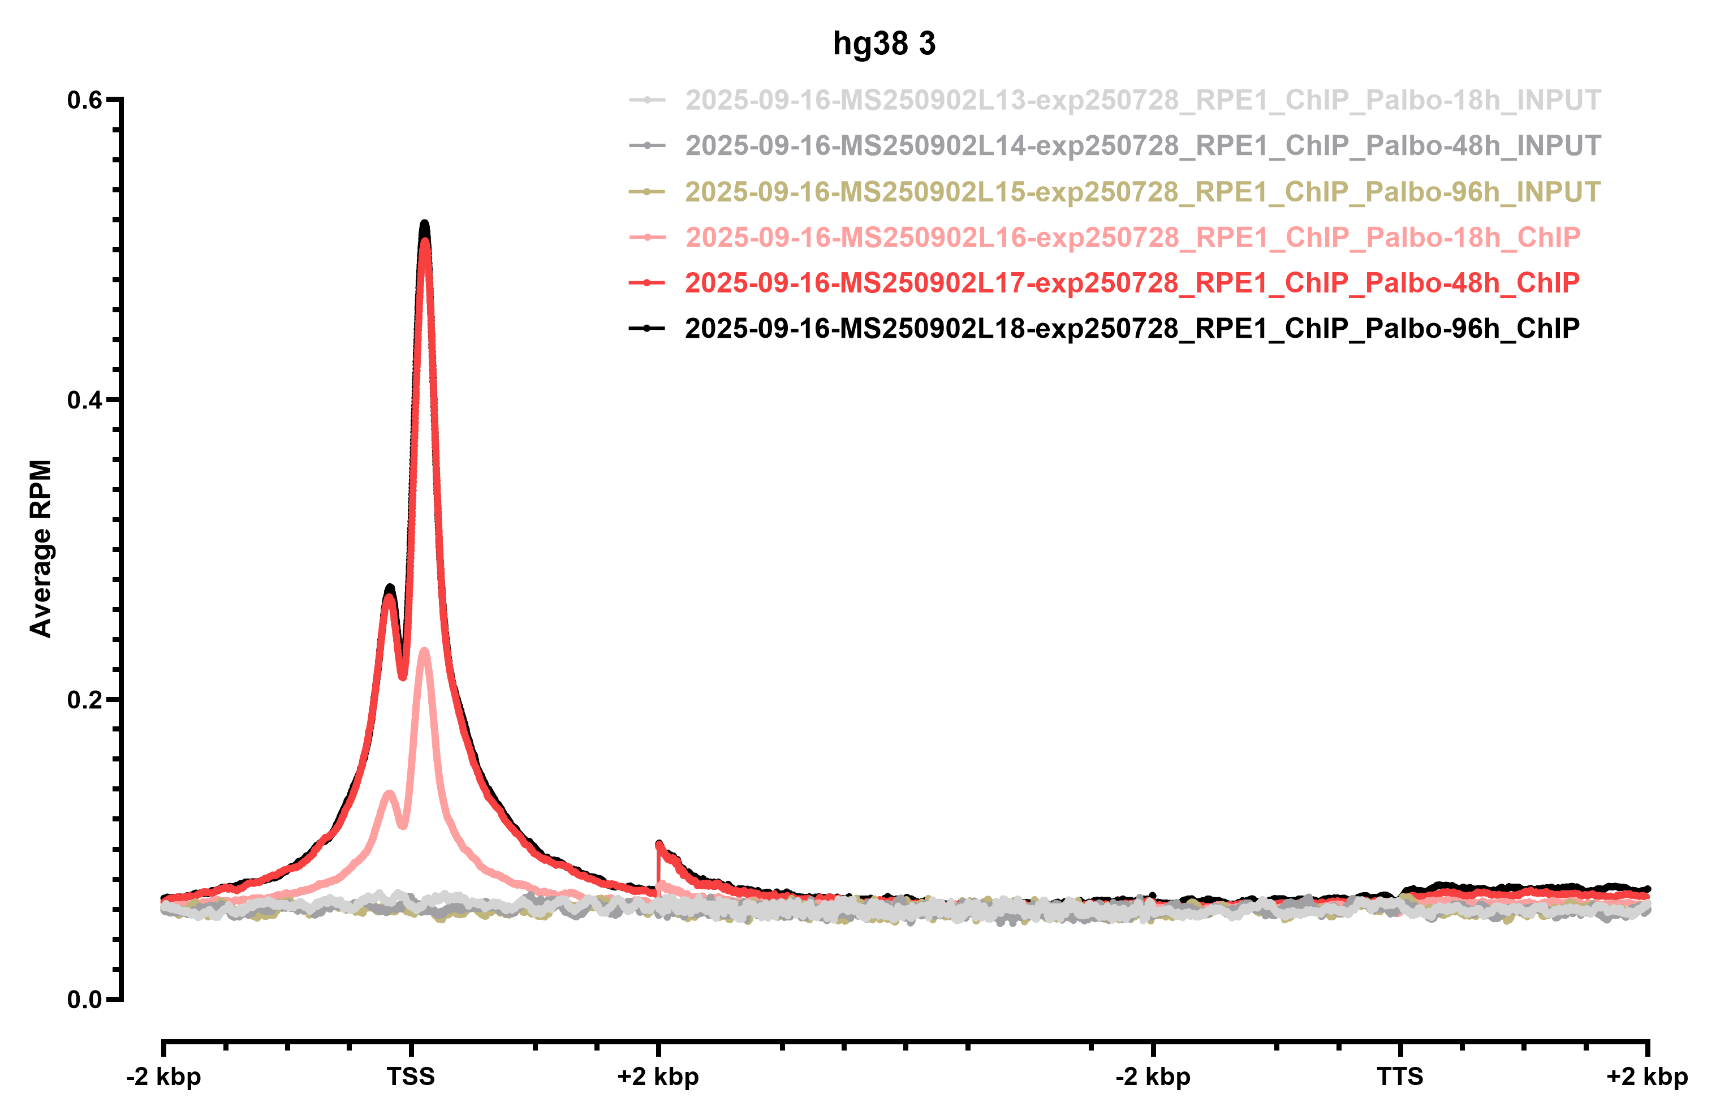 hg38 3
2025-09-16-MS250902L13-exp250728_RPE1_ChIP_Palbo-18h_INPUT
2025-09-16-MS250902L14-exp250728_RPE1_ChIP_Palbo-48h_INPUT
2025-09-16-MS250902L15-exp250728_RPE1_ChIP_Palbo-96h_INPUT
2025-09-16-MS250902L16-exp250728_RPE1_ChIP_Palbo-18h_ChIP
2025-09-16-MS250902L17-exp250728_RPE1_ChIP_Palbo-48h_ChIP
2025-09-16-MS250902L18-exp250728_RPE1_ChIP_Palbo-96h_ChIP
Average RPM
0.6
0.4
0.2
0.0
-2 kbp TSS +2 kbp -2 kbp TTS +2 kbp